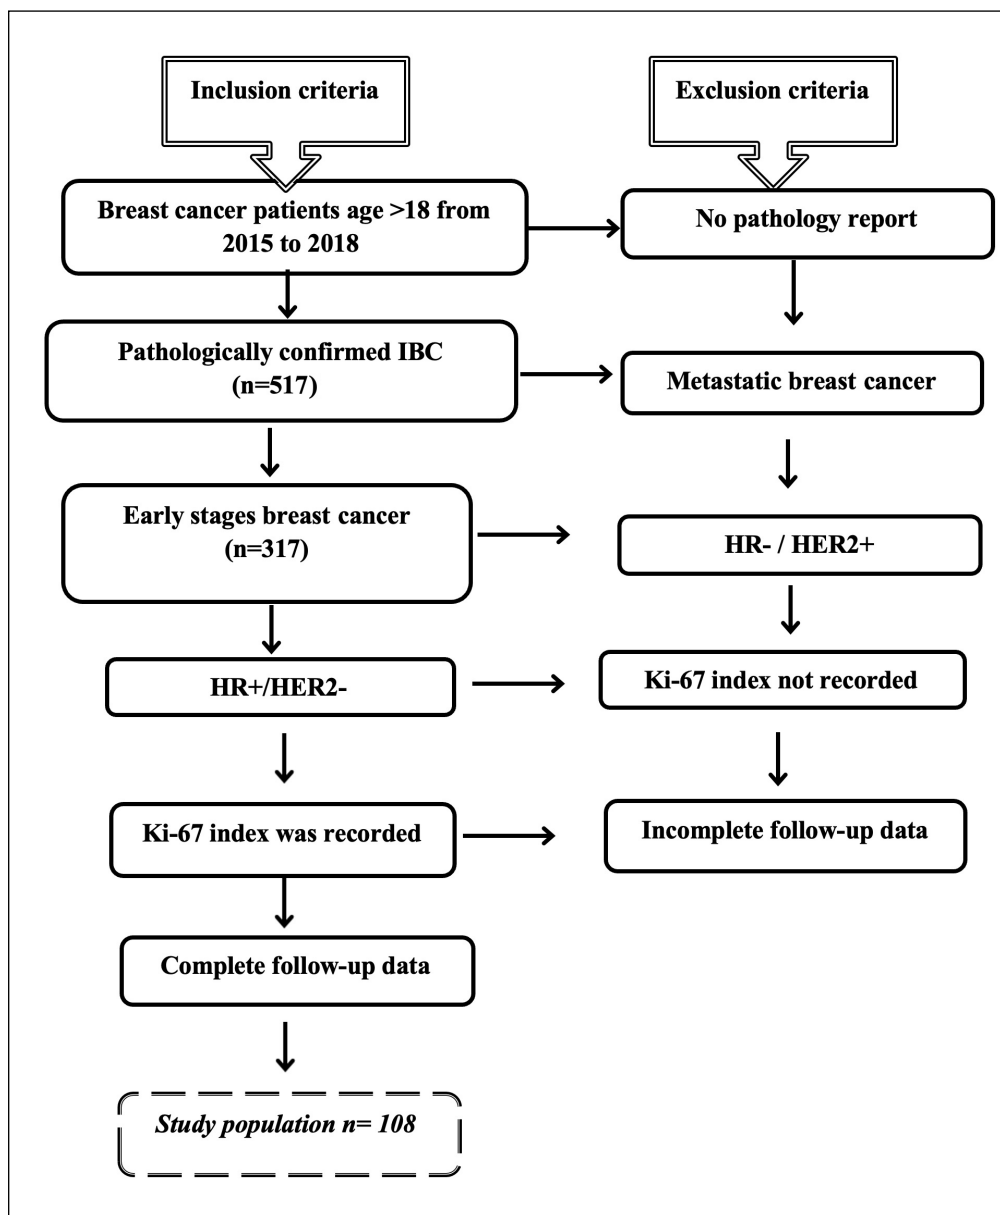 Inclusion criteria
Exclusion criteria
Breast cancer patients age >18 from
2015 to 2018
No pathology report
Pathologically confirmed IBC
(n=517)
Metastatic breast cancer
Early stages breast cancer
(n=317)
HR- / HER2+
HR+/HER2-
Ki-67 index not recorded
Ki-67 index was recorded
Incomplete follow-up data
Complete follow-up data
Study population n= 108